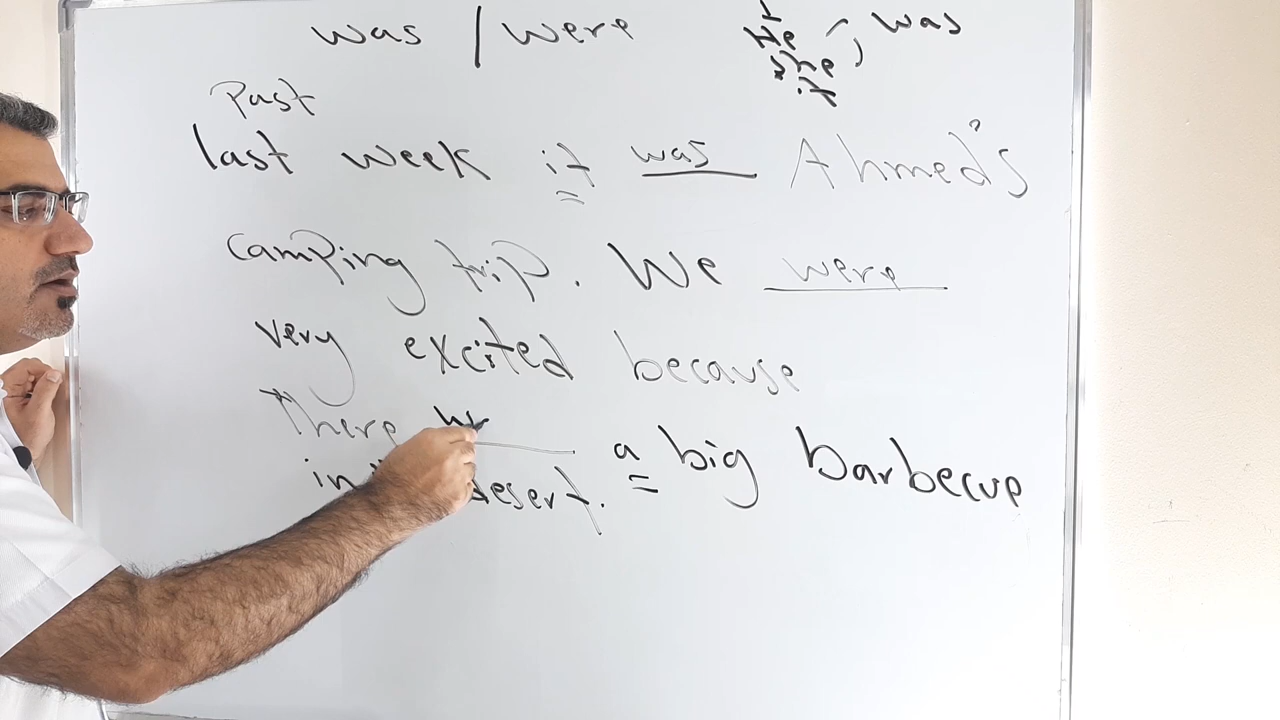 was / were
I
He
she
it
, was
Past
last week it was Ahmed's
camping trip. We were
very excited because
There a big barbecue
in desert.